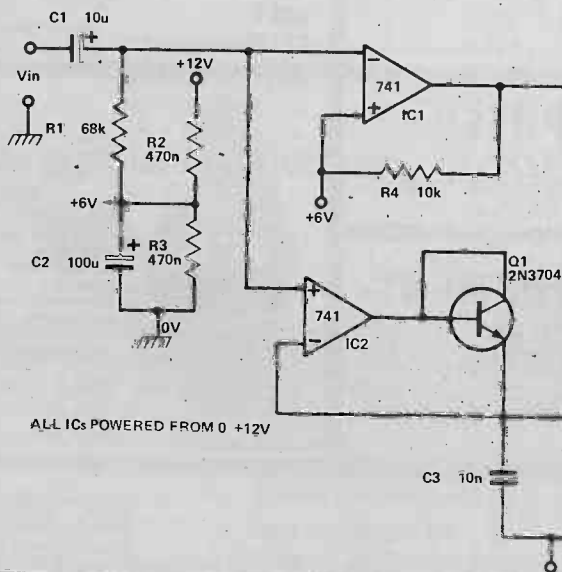 C1 10u
+12V
Vin
R1 68k
R2
470n
741
IC1
+6V
R4 10k
+6V
C2 100u
R3
470n
0V
741
IC2
Q1
2N3704
ALL ICs POWERED FROM 0 +12V
C3 10n